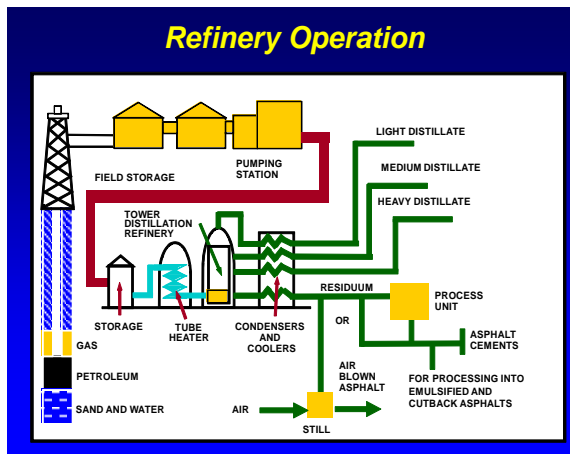 Refinery Operation
LIGHT DISTILLATE
MEDIUM DISTILLATE
HEAVY DISTILLATE
PUMPING
STATION
FIELD STORAGE
TOWER
DISTILLATION
REFINERY
RESIDUUM
PROCESS
UNIT
OR
STORAGE
TUBE
HEATER
CONDENSERS
AND
COOLERS
ASPHALT
CEMENTS
GAS
AIR
BLOWN
ASPHALT
FOR PROCESSING INTO
EMULSIFIED AND
CUTBACK ASPHALTS
PETROLEUM
SAND AND WATER
AIR
STILL